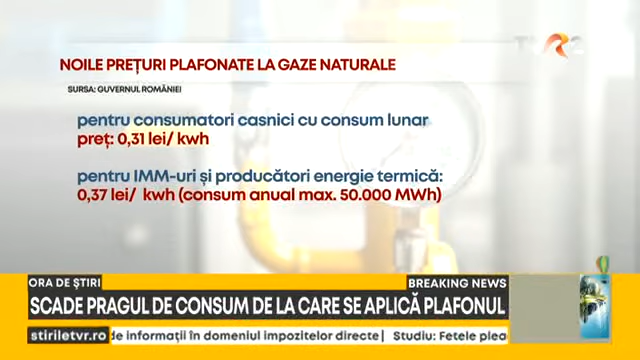 TVR 2
NOILE PREȚURI PLAFONATE LA GAZE NATURALE
SURSA: GUVERNUL ROMÂNIEI
pentru consumatori casnici cu consum lunar
preț: 0,31 lei/ kwh
pentru IMM-uri și producători energie termică:
0,37 lei/ kwh (consum anual max. 50.000 MWh)
ORA DE ȘTIRI
BREAKING NEWS
SCADE PRAGUL DE CONSUM DE LA CARE SE APLICĂ PLAFONUL
stiriletvr.ro
de informații în domeniul impozitelor directe| Studiu: Fetele plea